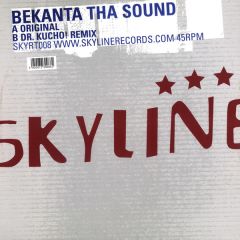 BEKANTA THA SOUND
A ORIGINAL
B DR. KUCHO! REMIX
SKYRT008 WWW.SKYLINERECORDS.COM 45RPM
SKYLINE